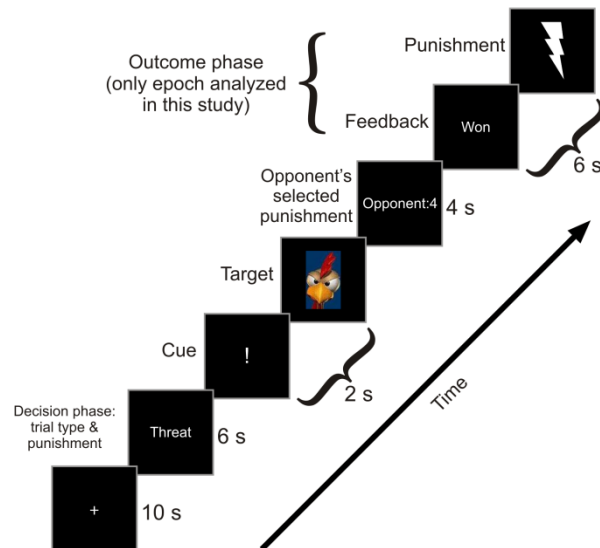 Punishment
Outcome phase
(only epoch analyzed
in this study)
Feedback
Won
6 s
Opponent's
selected
punishment
Opponent:4
4 s
Target
Cue
!
2 s
Time
Decision phase:
trial type &
punishment
Threat
6 s
+
10 s